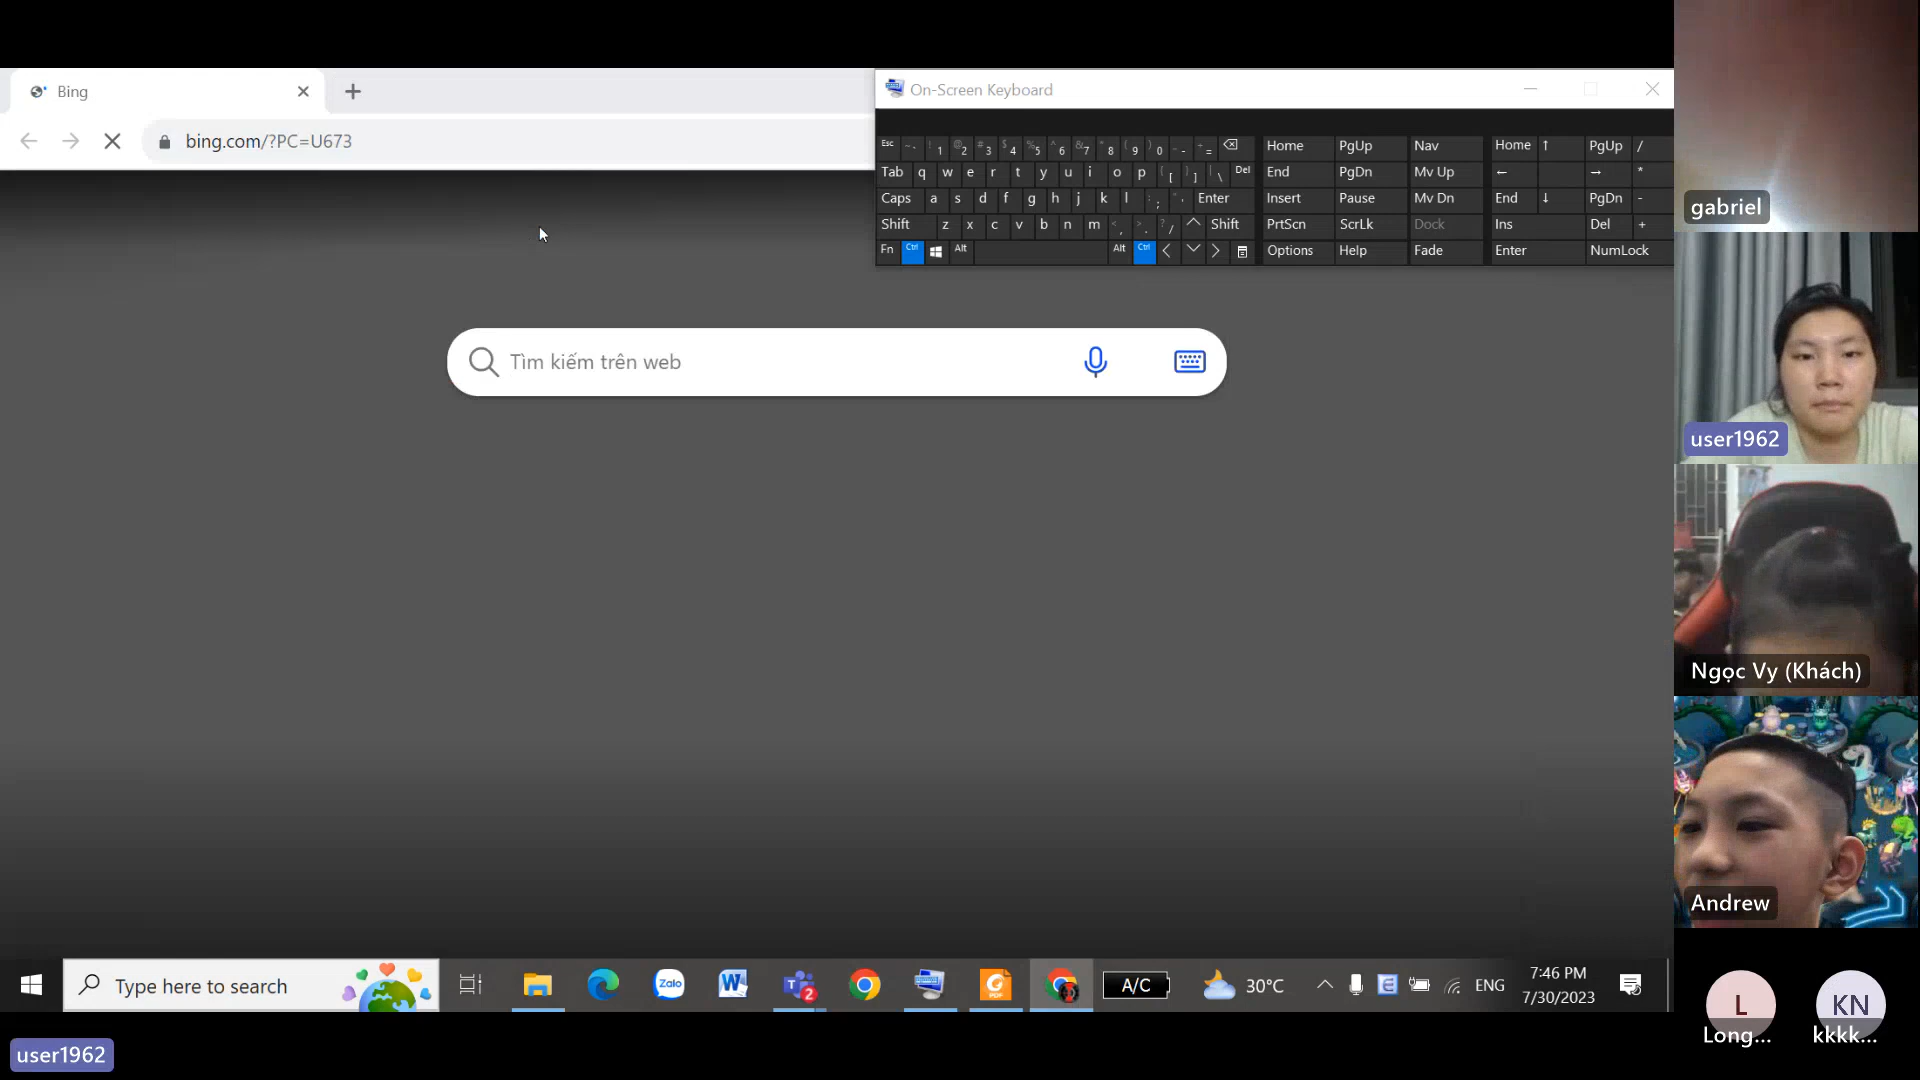 Bing
bing.com/?PC=U673
On-Screen Keyboard
Esc ~ ` ! 1 @ 2 # 3 $ 4 % 5 ^ 6 & 7 * 8 ( 9 ) 0 _ - + = Home PgUp Nav Home ↑ PgUp /
Tab q w e r t y u i o p { [ } ] | \ Del End PgDn Mv Up ← → *
Caps a s d f g h j k l : ; " ' Enter Insert Pause Mv Dn End ↓ PgDn -
Shift z x c v b n m < , > . ? / Shift PrtScn ScrLk Dock Ins Del +
Fn Ctrl Alt Alt Ctrl Options Help Fade Enter NumLock
Tìm kiếm trên web
gabriel
user1962
Ngọc Vy (Khách)
Andrew
Long...
KN
kkkk...
L
Type here to search
Zalo
W
T
2
PDF
A/C
30°C
E
ENG
7:46 PM
7/30/2023
user1962